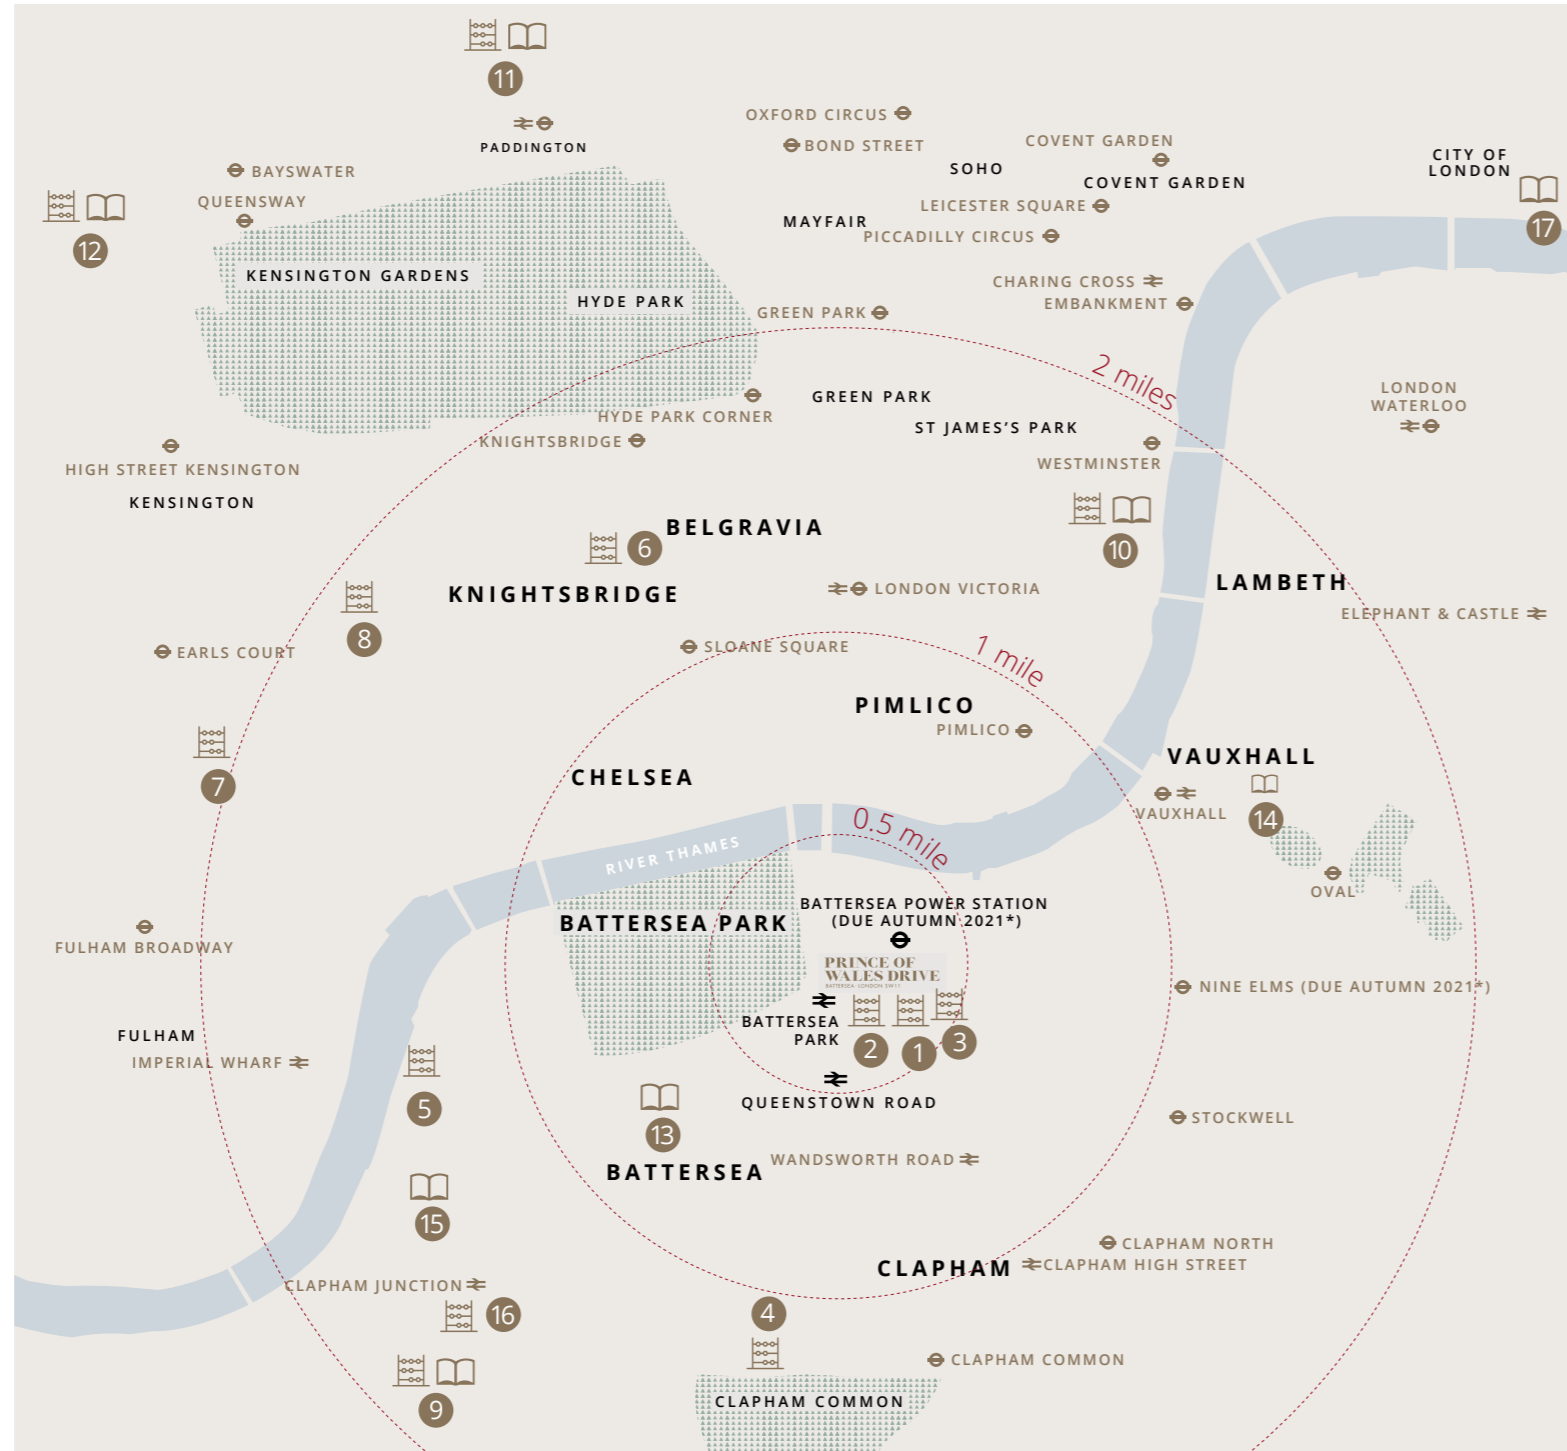 11
PADDINGTON
OXFORD CIRCUS
BOND STREET
SOHO
COVENT GARDEN
COVENT GARDEN
CITY OF
LONDON
17
BAYSWATER
QUEENSWAY
12
LEICESTER SQUARE
MAYFAIR
PICCADILLY CIRCUS
KENSINGTON GARDENS
HYDE PARK
CHARING CROSS
EMBANKMENT
GREEN PARK
2 miles
GREEN PARK
HYDE PARK CORNER
KNIGHTSBRIDGE
ST JAMES'S PARK
WESTMINSTER
LONDON
WATERLOO
HIGH STREET KENSINGTON
KENSINGTON
BELGRAVIA
6
10
KNIGHTSBRIDGE
LONDON VICTORIA
LAMBETH
ELEPHANT & CASTLE
8
EARLS COURT
SLOANE SQUARE
1 mile
PIMLICO
PIMLICO
VAUXHALL
7
CHELSEA
VAUXHALL
14
0.5 mile
RIVER THAMES
OVAL
BATTERSEA PARK
BATTERSEA POWER STATION
(DUE AUTUMN 2021*)
FULHAM BROADWAY
PRINCE OF
WALES DRIVE
BATTERSEA LONDON SW11
NINE ELMS (DUE AUTUMN 2021*)
BATTERSEA
PARK
2
1
3
FULHAM
IMPERIAL WHARF
5
QUEENSTOWN ROAD
STOCKWELL
13
BATTERSEA
WANDSWORTH ROAD
15
CLAPHAM NORTH
CLAPHAM
CLAPHAM HIGH STREET
CLAPHAM JUNCTION
16
4
9
CLAPHAM COMMON
CLAPHAM COMMON